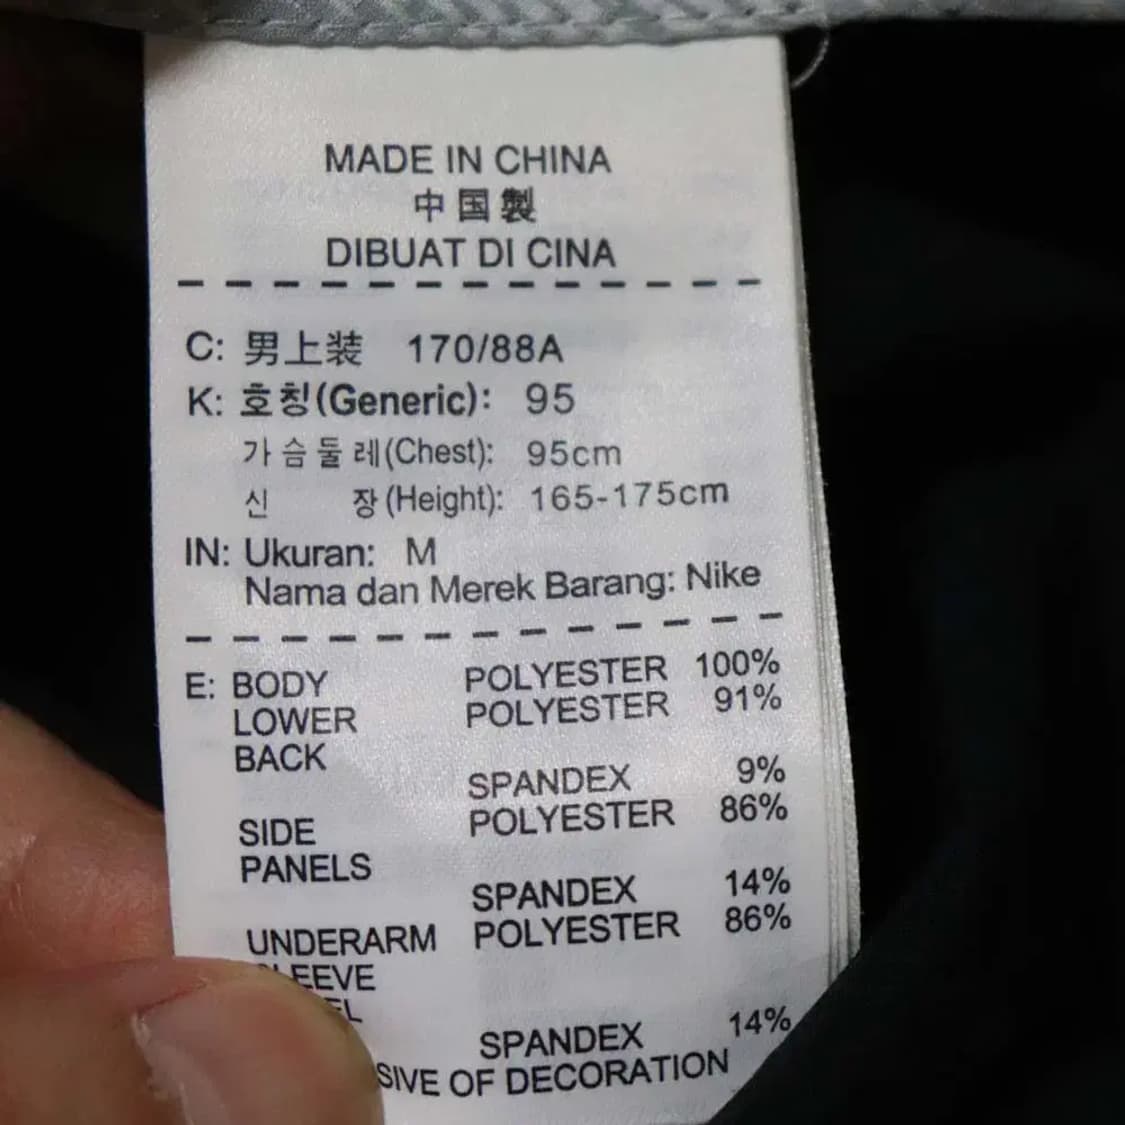 MADE IN CHINA
中国製
DIBUAT DI CINA
C: 男上装 170/88A
K: 호칭(Generic): 95
가슴둘레(Chest): 95cm
신 장(Height): 165-175cm
IN: Ukuran: M
Nama dan Merek Barang: Nike
E: BODY POLYESTER 100%
LOWER POLYESTER 91%
BACK
SPANDEX 9%
SIDE POLYESTER 86%
PANELS
SPANDEX 14%
UNDERARM POLYESTER 86%
SPANDEX 14%
OF DECORATION